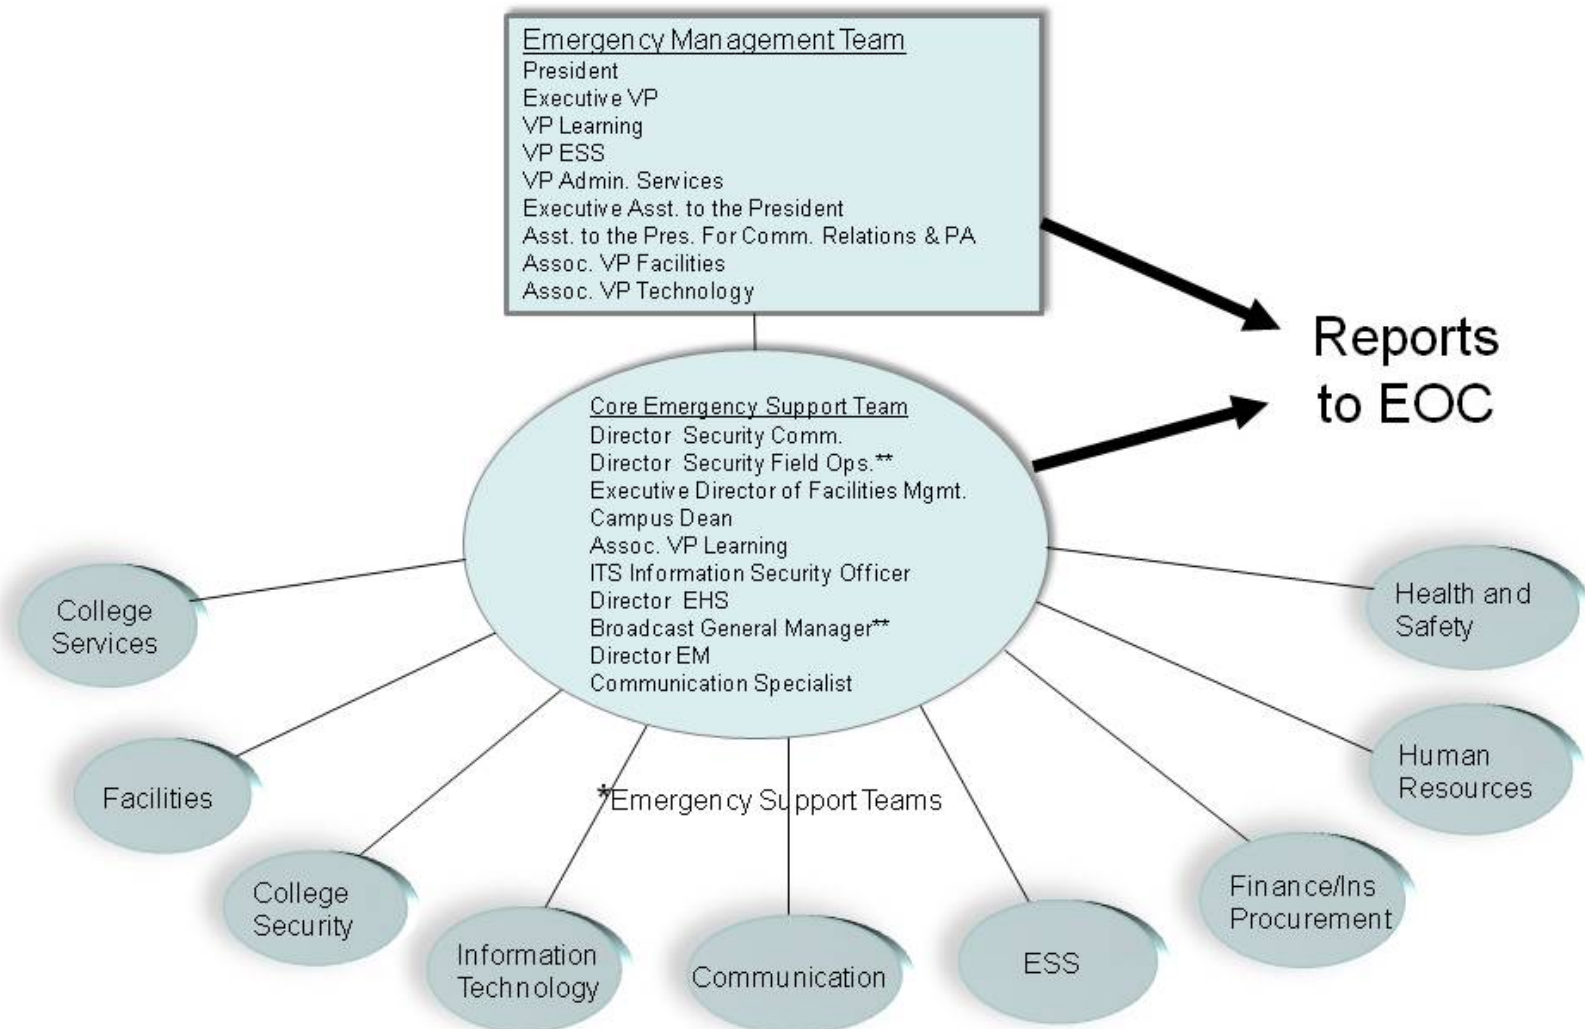 Emergency Management Team
President
Executive VP
VP Learning
VP ESS
VP Admin. Services
Executive Asst. to the President
Asst. to the Pres. For Comm. Relations & PA
Assoc. VP Facilities
Assoc. VP Technology
Reports
to EOC
Core Emergency Support Team
Director Security Comm.
Director Security Field Ops.**
Executive Director of Facilities Mgmt.
Campus Dean
Assoc. VP Learning
ITS Information Security Officer
Director EHS
Broadcast General Manager**
Director EM
Communication Specialist
*Emergency Support Teams
College
Services
Facilities
College
Security
Information
Technology
Communication
ESS
Finance/Ins
Procurement
Human
Resources
Health and
Safety